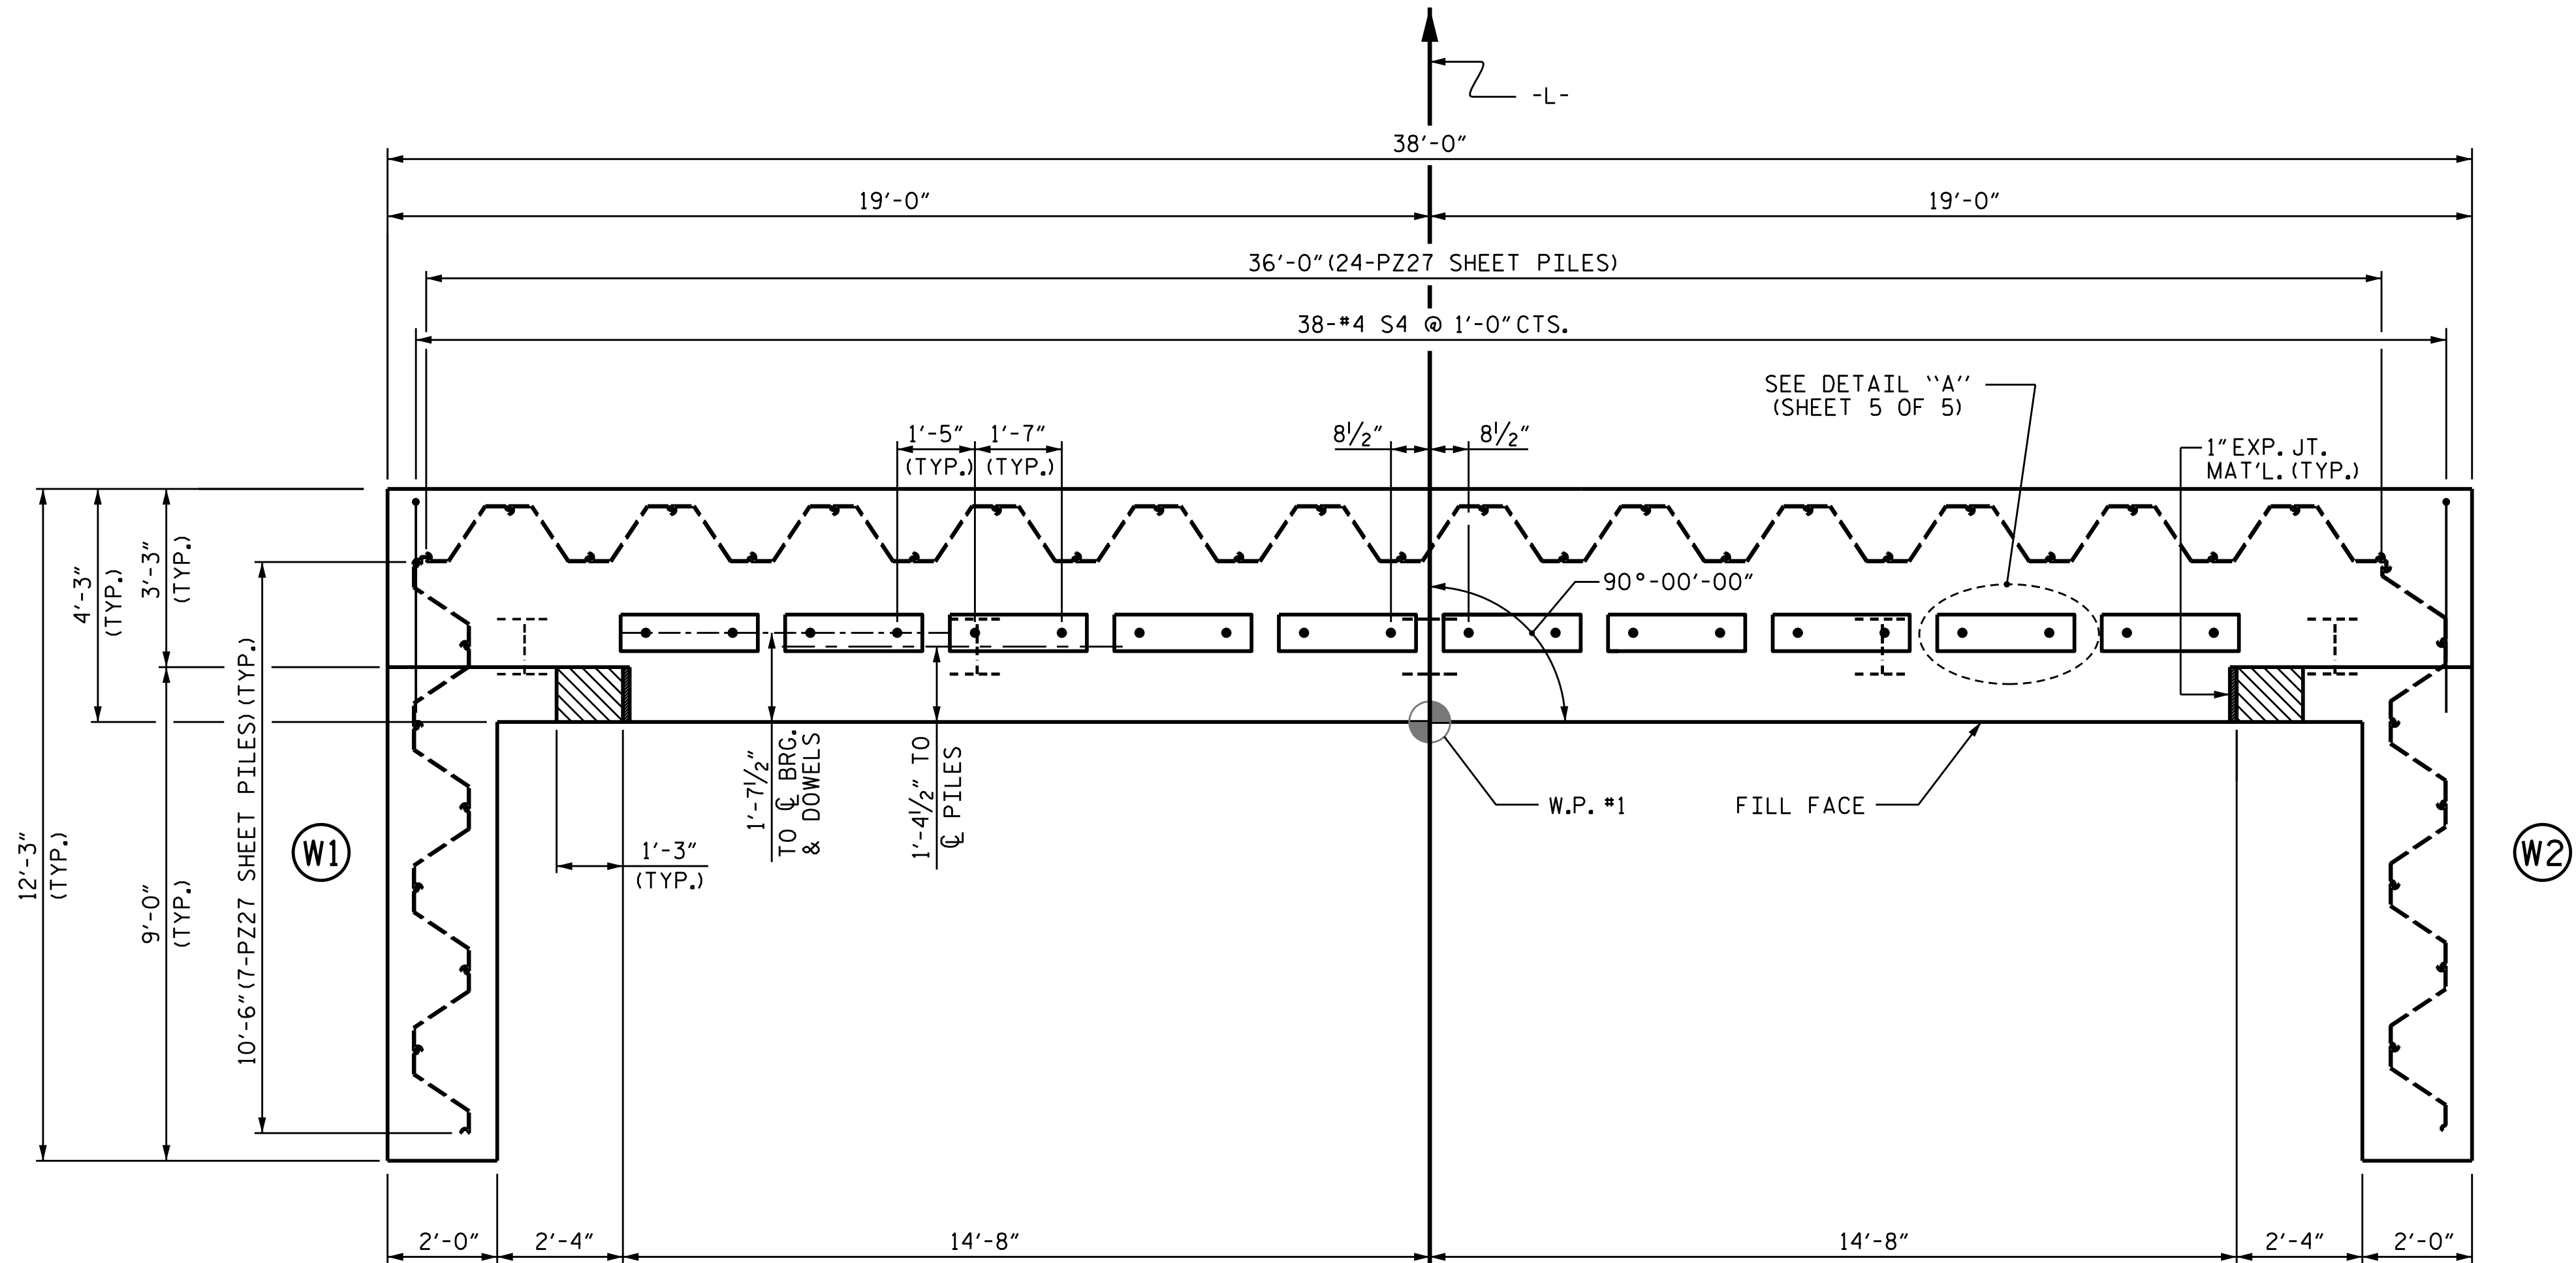 -L-
38'-0"
19'-0"
19'-0"
36'-0"(24-PZ27 SHEET PILES)
38-#4 S4 @ 1'-0"CTS.
SEE DETAIL "A"
(SHEET 5 OF 5)
1'-5"
(TYP.)
1'-7"
(TYP.)
8½"
8½"
1"EXP. JT.
MAT'L. (TYP.)
12'-3"
(TYP.)
4'-3"
(TYP.)
3'-3"
(TYP.)
9'-0"
(TYP.)
10'-6"(7-PZ27 SHEET PILES)(TYP.)
90°-00'-00"
1'-7½"
TO ℄ BRG.
& DOWELS
1'-4½" TO
℄ PILES
W.P. #1
FILL FACE
W1
W2
1'-3"
(TYP.)
2'-0"
2'-4"
14'-8"
14'-8"
2'-4"
2'-0"